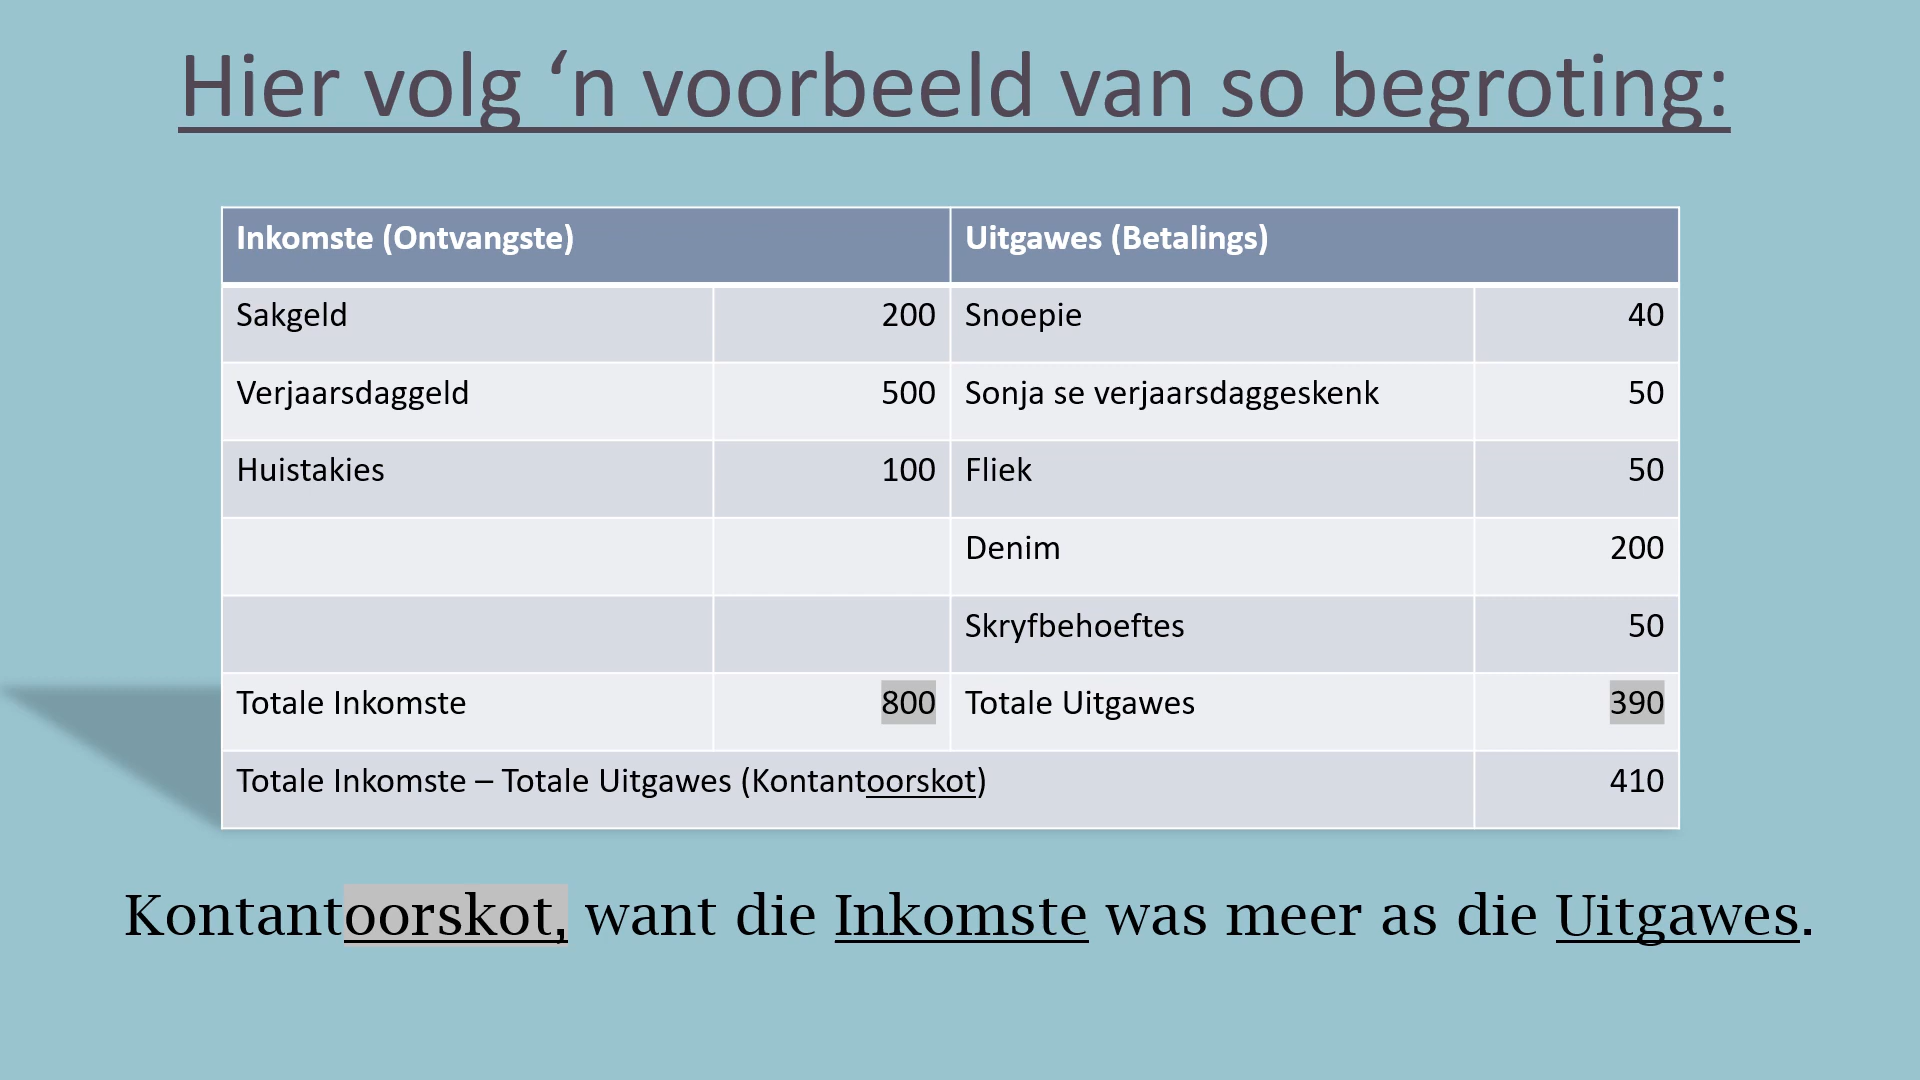 Hier volg ‘n voorbeeld van so begroting:
Inkomste (Ontvangste) Uitgawes (Betalings)
Sakgeld 200 Snoepie 40
Verjaarsdaggeld 500 Sonja se verjaarsdaggeskenk 50
Huistakies 100 Fliek 50
Denim 200
Skryfbehoeftes 50
Totale Inkomste 800 Totale Uitgawes 390
Totale Inkomste – Totale Uitgawes (Kontantoorskot) 410
Kontantoorskot, want die Inkomste was meer as die Uitgawes.